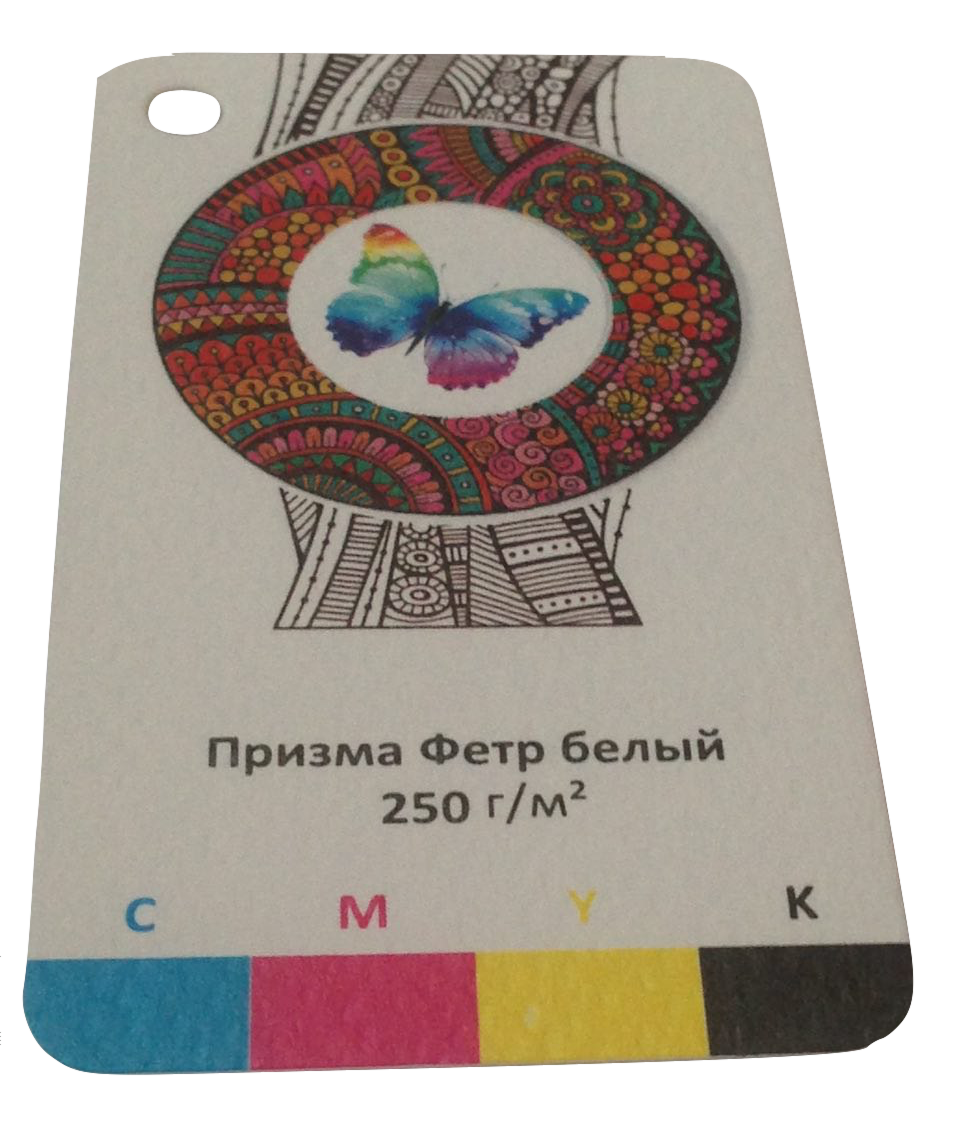 Призма Фетр белый
250 г/м²
C M Y K